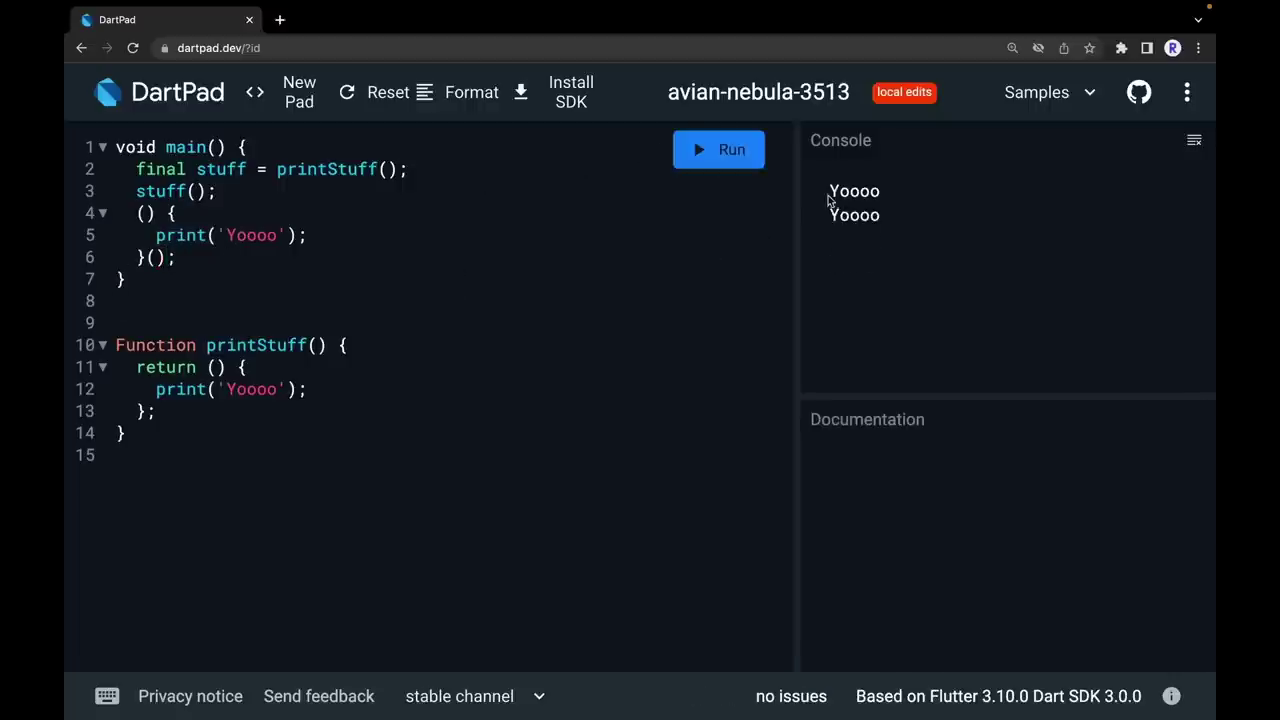 DartPad
dartpad.dev/?id
R
DartPad
<>
New Pad
Reset
Format
Install SDK
avian-nebula-3513
local edits
Samples
1 void main() {
2   final stuff = printStuff();
3   stuff();
4   () {
5     print('Yoooo');
6   }();
7 }
8
9
10 Function printStuff() {
11   return () {
12     print('Yoooo');
13   };
14 }
15
Run
Console
Yoooo
Yoooo
Documentation
Privacy notice
Send feedback
stable channel
no issues
Based on Flutter 3.10.0 Dart SDK 3.0.0